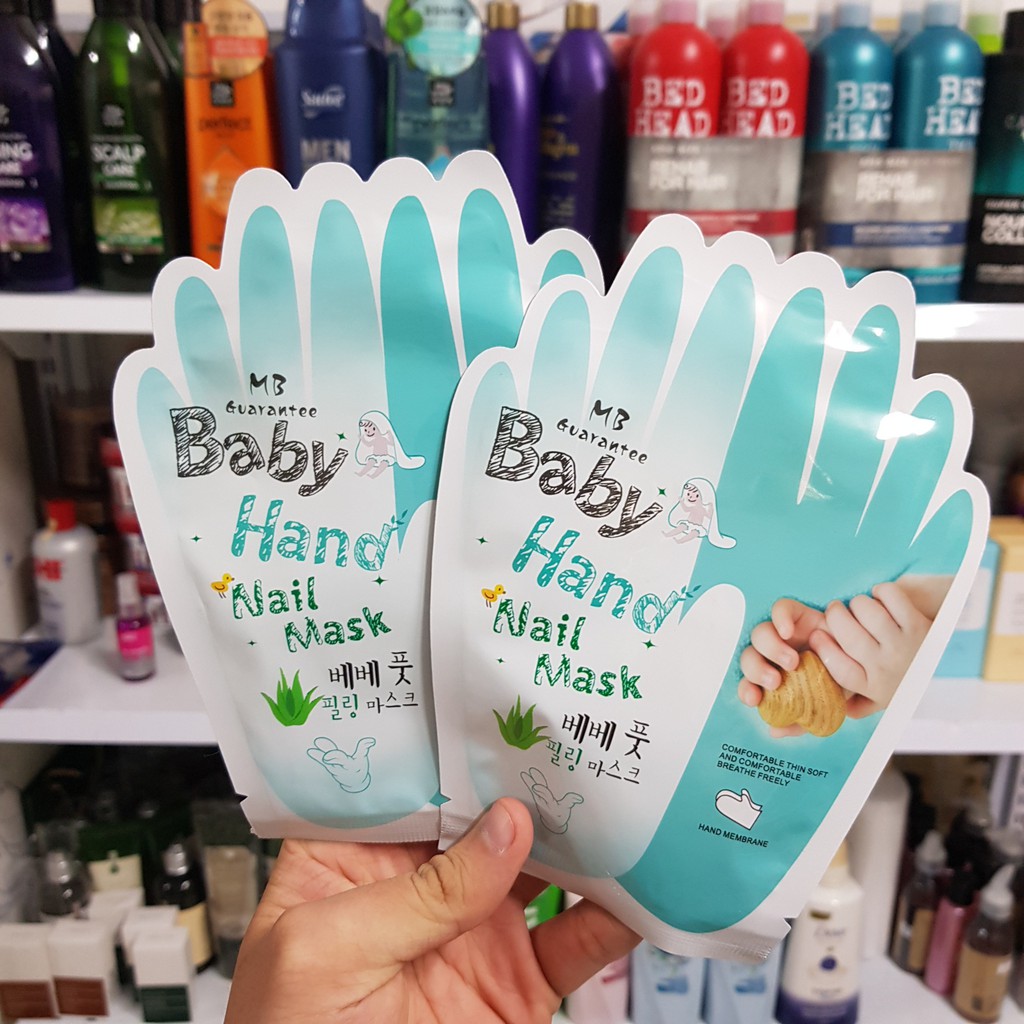 SCALP
CARE
perfect
MEN
BED
HEAD
BED
HEAD
BED
HEAD
BED
HEAD
MB
Guarantee
Baby
Hand
Nail
Mask
베베 풋
필링 마스크
MB
Guarantee
Baby
Hand
Nail
Mask
베베 풋
필링 마스크
COMFORTABLE THIN SOFT
AND COMFORTABLE
BREATHE FREELY
HAND MEMBRANE